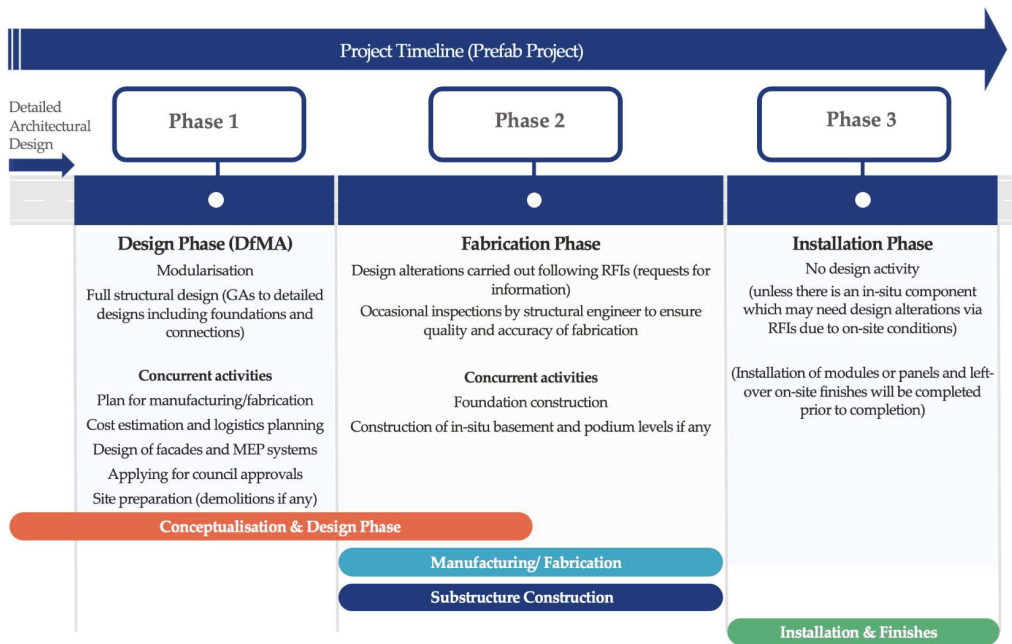 Project Timeline (Prefab Project)
Detailed
Architectural
Design
Phase 1
Phase 2
Phase 3
Design Phase (DfMA)
Modularisation
Full structural design (GAs to detailed
designs including foundations and
connections)
Concurrent activities
Plan for manufacturing/fabrication
Cost estimation and logistics planning
Design of facades and MEP systems
Applying for council approvals
Site preparation (demolitions if any)
Fabrication Phase
Design alterations carried out following RFIs (requests for
information)
Occasional inspections by structural engineer to ensure
quality and accuracy of fabrication
Concurrent activities
Foundation construction
Construction of in-situ basement and podium levels if any
Installation Phase
No design activity
(unless there is an in-situ component
which may need design alterations via
RFIs due to on-site conditions)
(Installation of modules or panels and left-
over on-site finishes will be completed
prior to completion)
Conceptualisation & Design Phase
Manufacturing/ Fabrication
Substructure Construction
Installation & Finishes